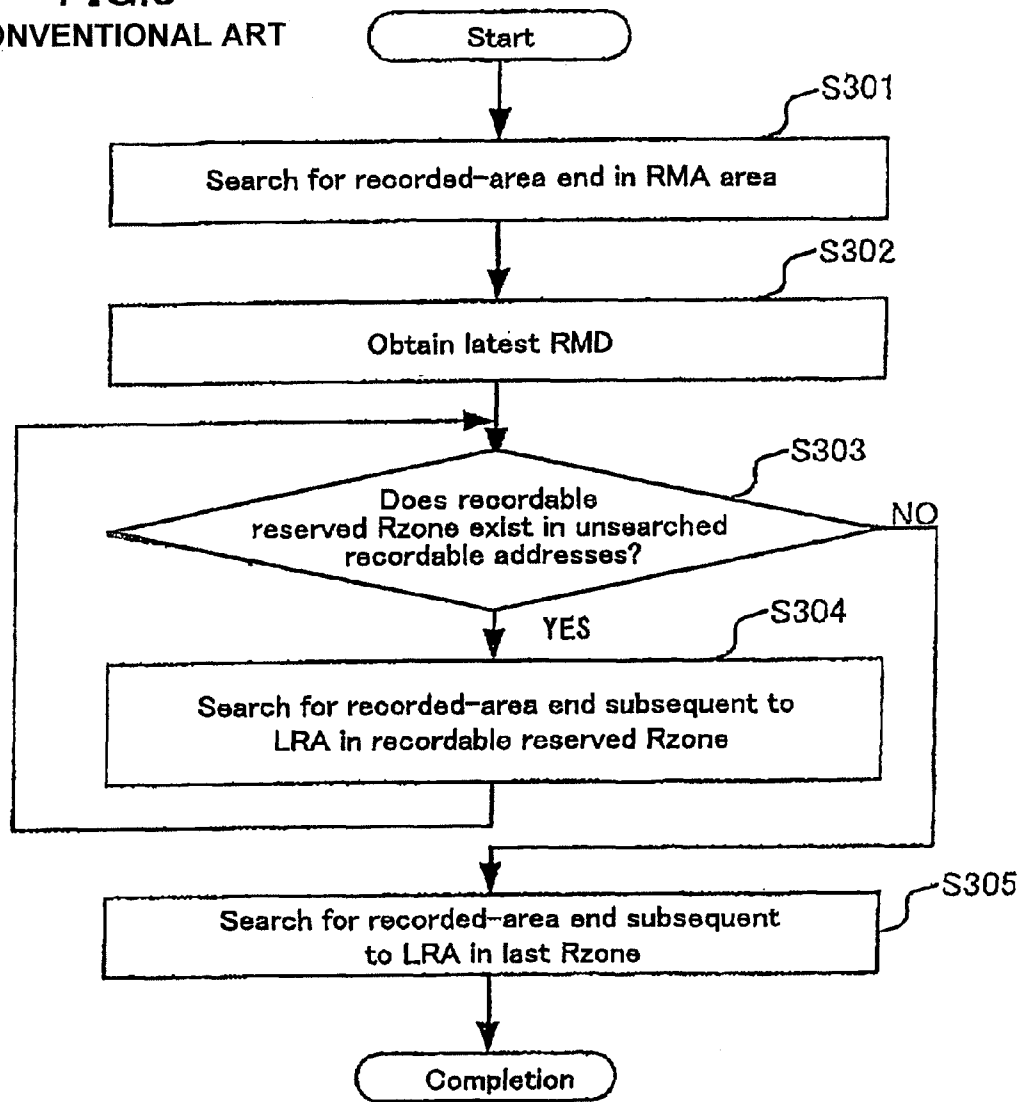 ONVENTIONAL ART
Start
S301
Search for recorded-area end in RMA area
S302
Obtain latest RMD
S303
Does recordable
reserved Rzone exist in unsearched
recordable addresses?
NO
YES
S304
Search for recorded-area end subsequent to
LRA in recordable reserved Rzone
S305
Search for recorded-area end subsequent
to LRA in last Rzone
Completion